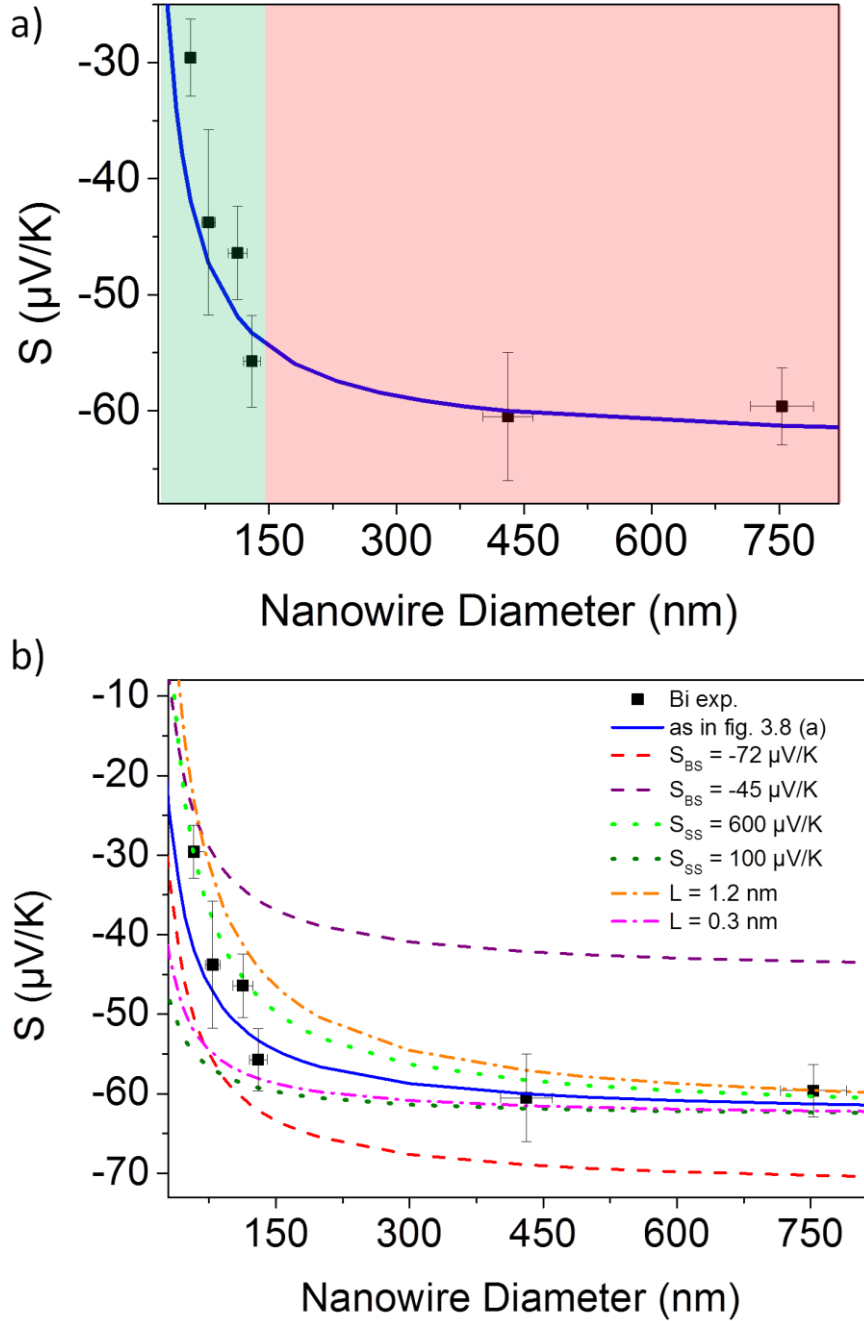 a)
-30
-40
-50
-60
S (µV/K)
150 300 450 600 750
Nanowire Diameter (nm)
b)
-10
-20
-30
-40
-50
-60
-70
S (µV/K)
Bi exp.
as in fig. 3.8 (a)
S_BS = -72 µV/K
S_BS = -45 µV/K
S_SS = 600 µV/K
S_SS = 100 µV/K
L = 1.2 nm
L = 0.3 nm
150 300 450 600 750
Nanowire Diameter (nm)